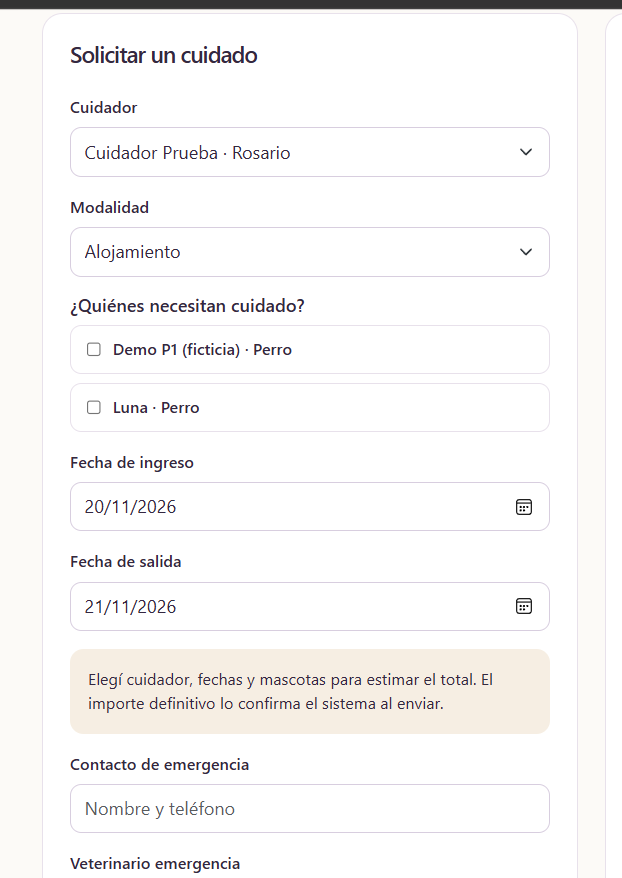 Solicitar un cuidado
Cuidador
Cuidador Prueba · Rosario
Modalidad
Alojamiento
¿Quiénes necesitan cuidado?
Demo P1 (ficticia) · Perro
Luna · Perro
Fecha de ingreso
20/11/2026
Fecha de salida
21/11/2026
Elegí cuidador, fechas y mascotas para estimar el total. El
importe definitivo lo confirma el sistema al enviar.
Contacto de emergencia
Nombre y teléfono
Veterinario emergencia